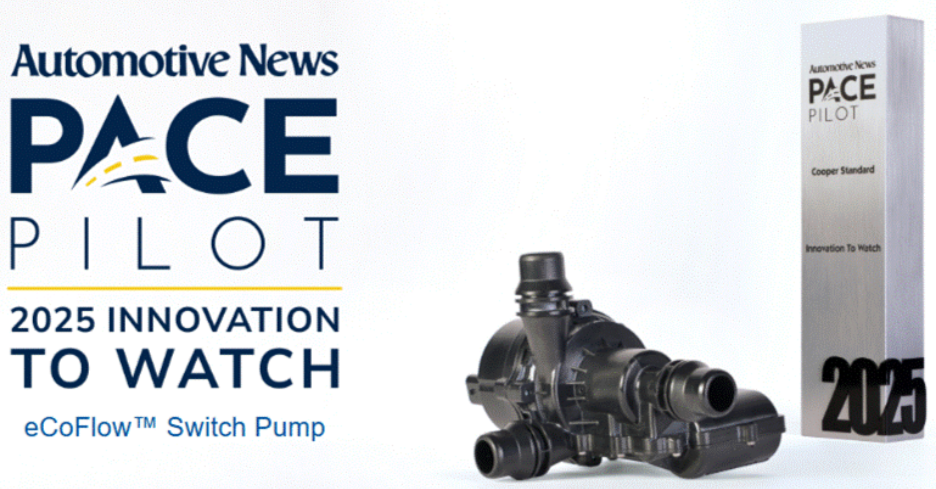 Automotive News
PACE
PILOT
2025 INNOVATION
TO WATCH
eCoFlow™ Switch Pump
Automotive News
PACE
PILOT
Cooper Standard
Innovation To Watch
2025